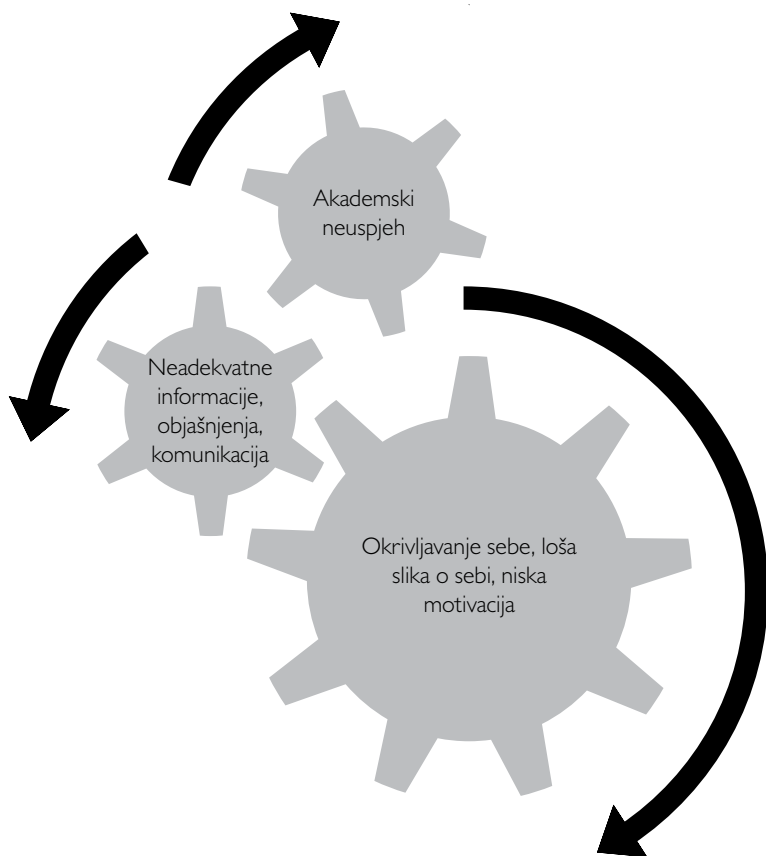 Akademski
neuspjeh
Neadekvatne
informacije,
objašnjenja,
komunikacija
Okrivljavanje sebe, loša
slika o sebi, niska
motivacija